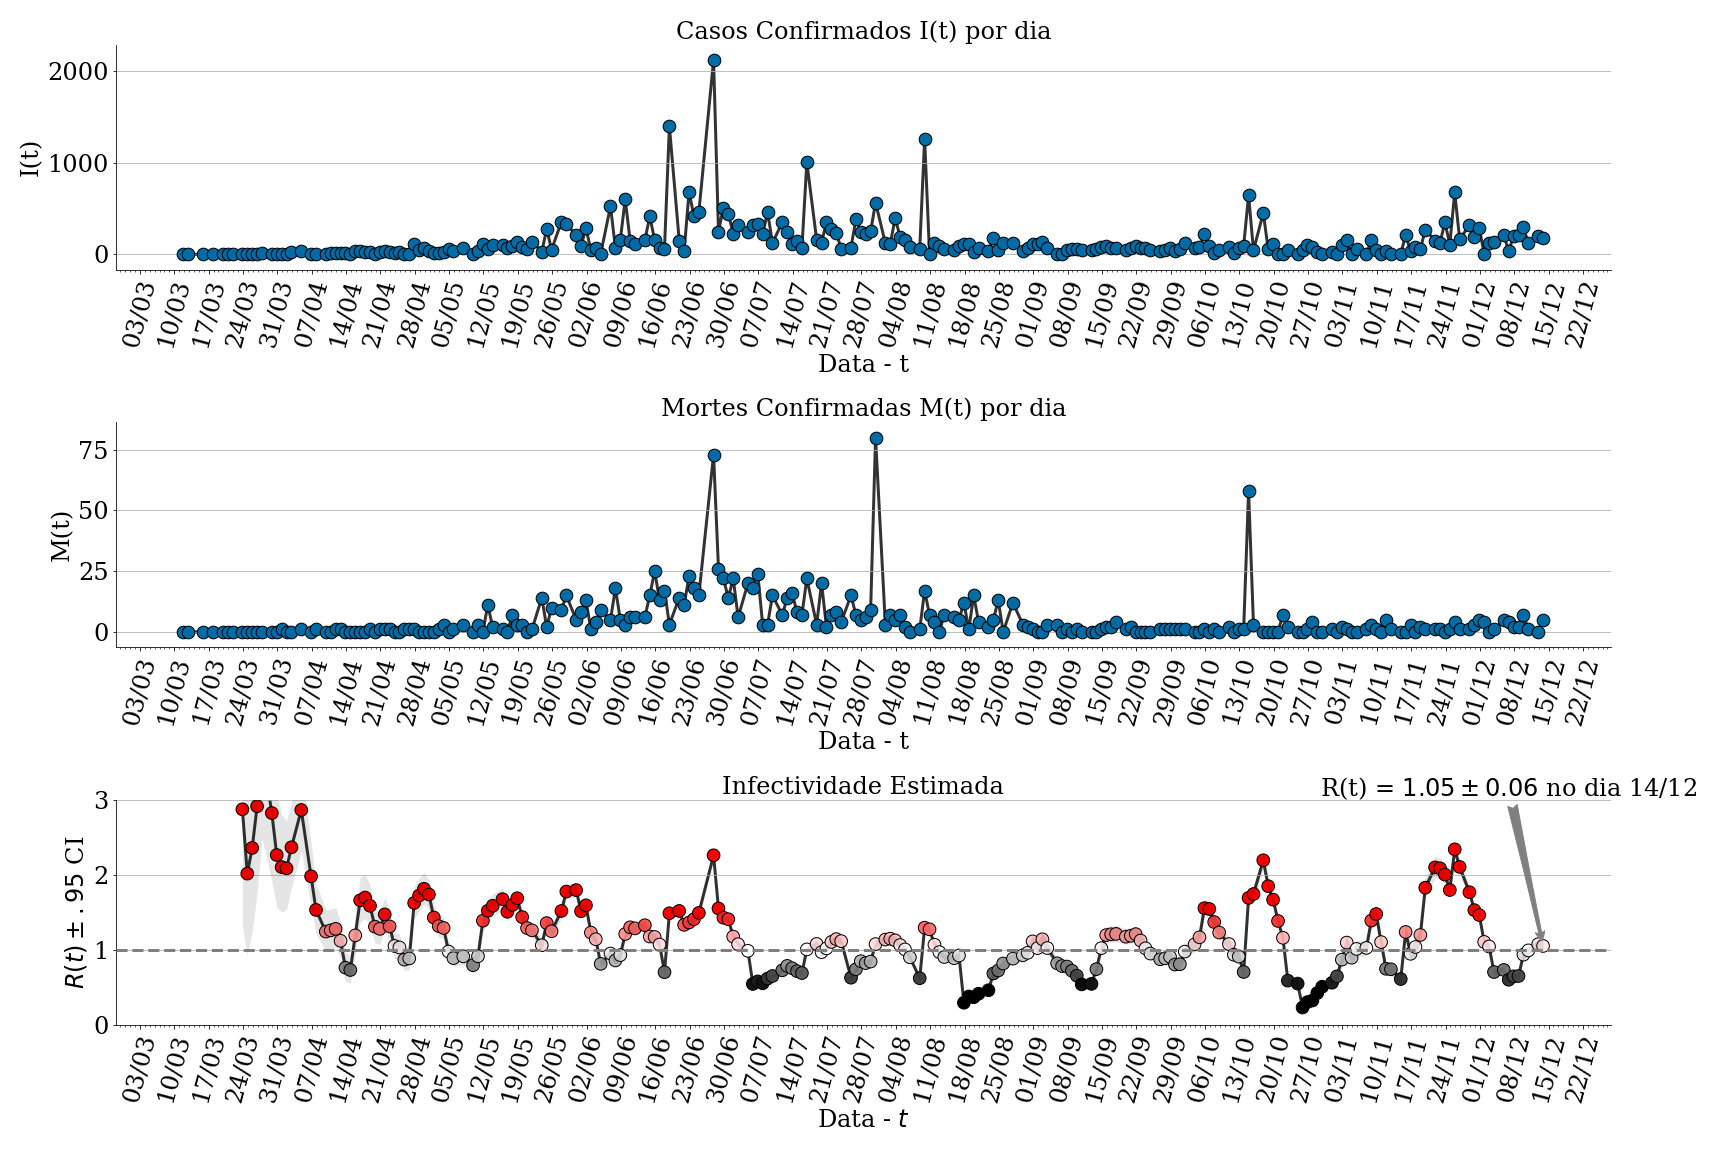 Casos Confirmados I(t) por dia
I(t)
2000
1000
0
03/03 10/03 17/03 24/03 31/03 07/04 14/04 21/04 28/04 05/05 12/05 19/05 26/05 02/06 09/06 16/06 23/06 30/06 07/07 14/07 21/07 28/07 04/08 11/08 18/08 25/08 01/09 08/09 15/09 22/09 29/09 06/10 13/10 20/10 27/10 03/11 10/11 17/11 24/11 01/12 08/12 15/12 22/12
Data - t
Mortes Confirmadas M(t) por dia
M(t)
75
50
25
0
03/03 10/03 17/03 24/03 31/03 07/04 14/04 21/04 28/04 05/05 12/05 19/05 26/05 02/06 09/06 16/06 23/06 30/06 07/07 14/07 21/07 28/07 04/08 11/08 18/08 25/08 01/09 08/09 15/09 22/09 29/09 06/10 13/10 20/10 27/10 03/11 10/11 17/11 24/11 01/12 08/12 15/12 22/12
Data - t
Infectividade Estimada
R(t) = 1.05 ± 0.06 no dia 14/12
R(t) ± .95 CI
3
2
1
0
03/03 10/03 17/03 24/03 31/03 07/04 14/04 21/04 28/04 05/05 12/05 19/05 26/05 02/06 09/06 16/06 23/06 30/06 07/07 14/07 21/07 28/07 04/08 11/08 18/08 25/08 01/09 08/09 15/09 22/09 29/09 06/10 13/10 20/10 27/10 03/11 10/11 17/11 24/11 01/12 08/12 15/12 22/12
Data - t